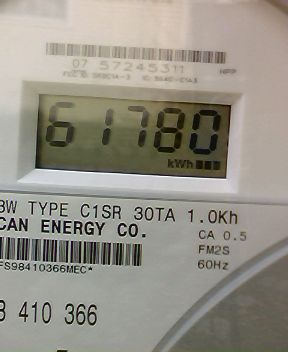 07 57245311
61780
kWh
3W TYPE C1SR 30TA 1.0Kh
CAN ENERGY CO.
CA 0.5
FM2S
60Hz
FS98410366MEC*
410 366